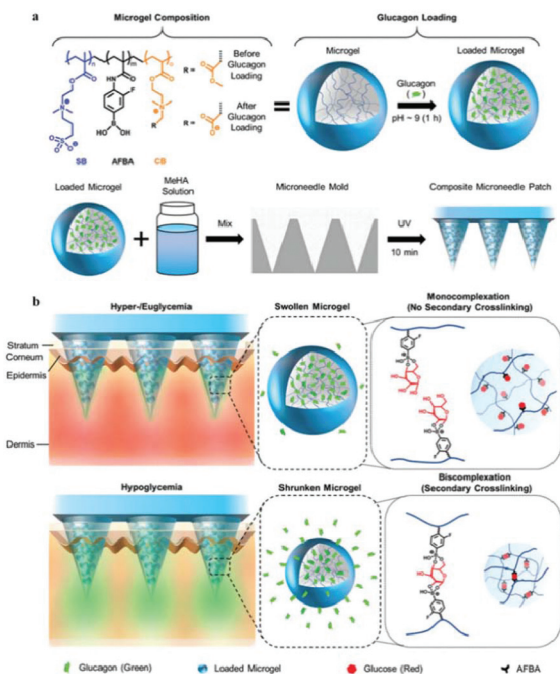 a
Microgel Composition
Glucagon Loading
Before
Glucagon
Loading
After
Glucagon
Loading
R =
R =
SB
AFBA
CB
=
Microgel
Loaded Microgel
Glucagon
( )
pH ~ 9 (1 h)
Loaded Microgel
+
MeHA
Solution
Mix
Microneedle Mold
UV
10 min
Composite Microneedle Patch
b
Hyper-/Euglycemia
Swollen Microgel
Monocomplexation
(No Secondary Crosslinking)
Stratum
Corneum
Epidermis
Dermis
Hypoglycemia
Shrunken Microgel
Biscomplexation
(Secondary Crosslinking)
Glucagon (Green)
Loaded Microgel
Glucose (Red)
AFBA